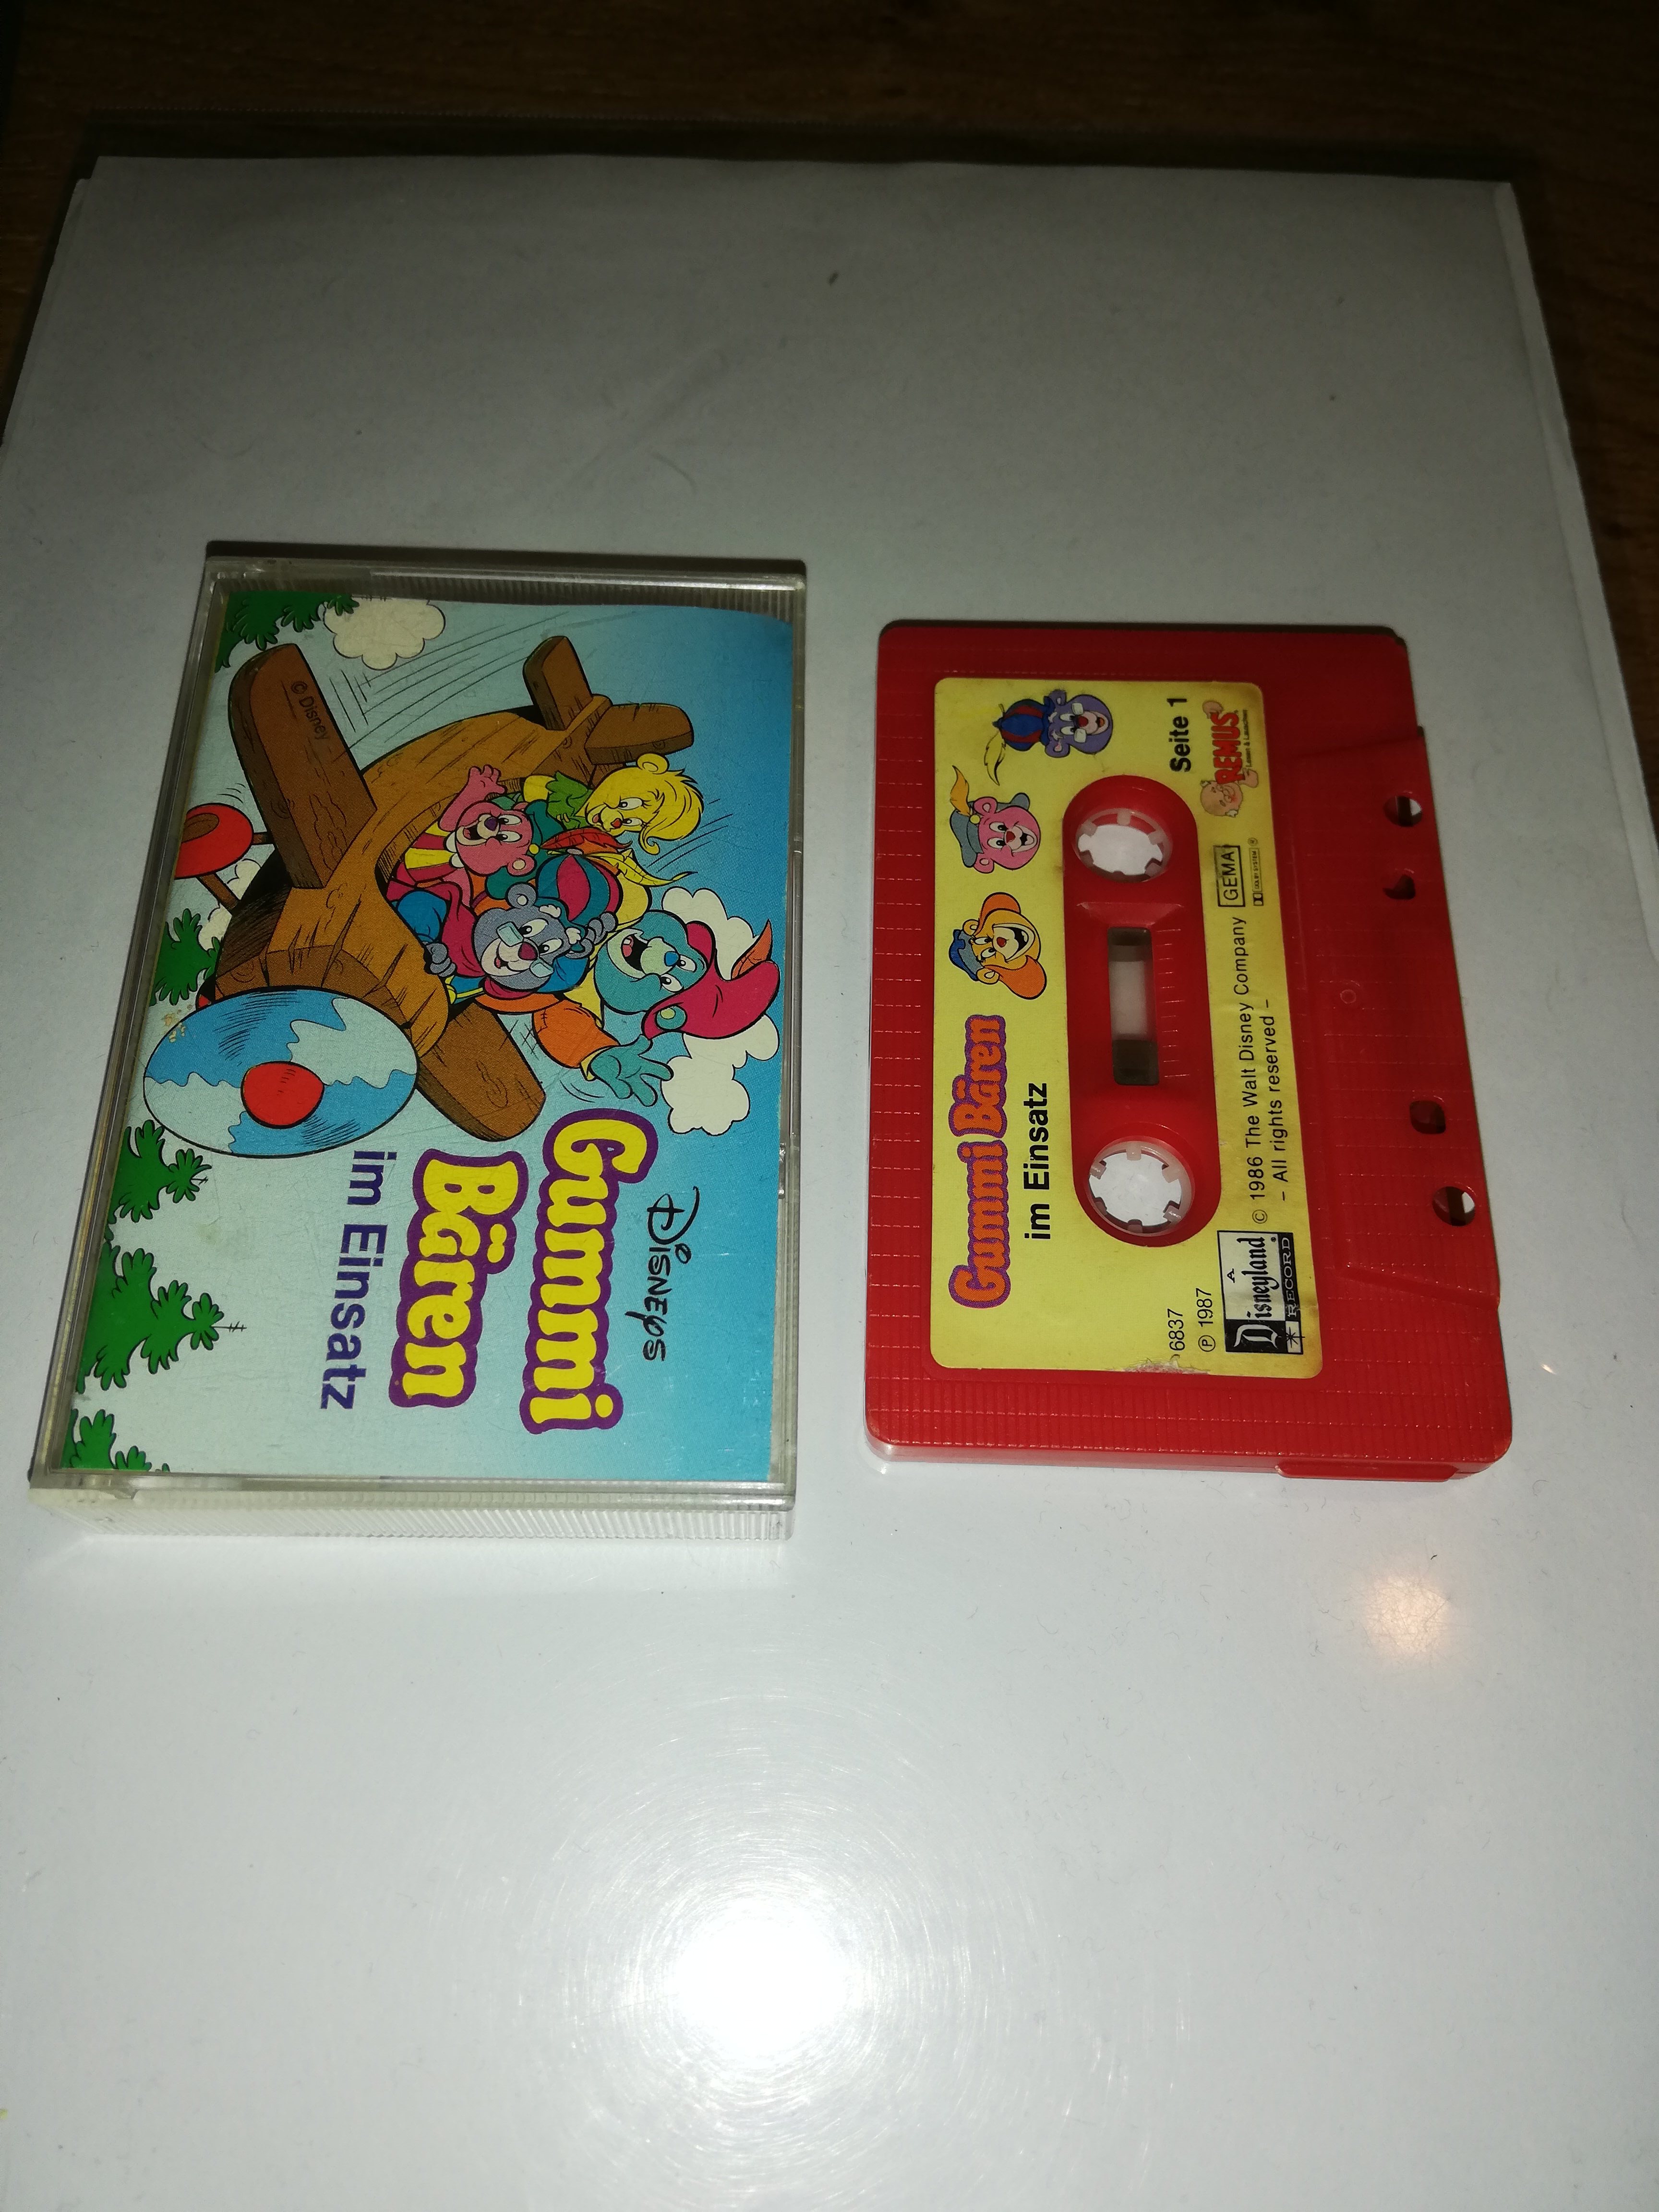 © Disney
Disneys
Gummi
Bären
im Einsatz
Gummi Bären
im Einsatz
Seite 1
6837
℗ 1987
REMUS
GEMA
A
Disneyland
RECORD
© 1986 The Walt Disney Company
– All rights reserved –